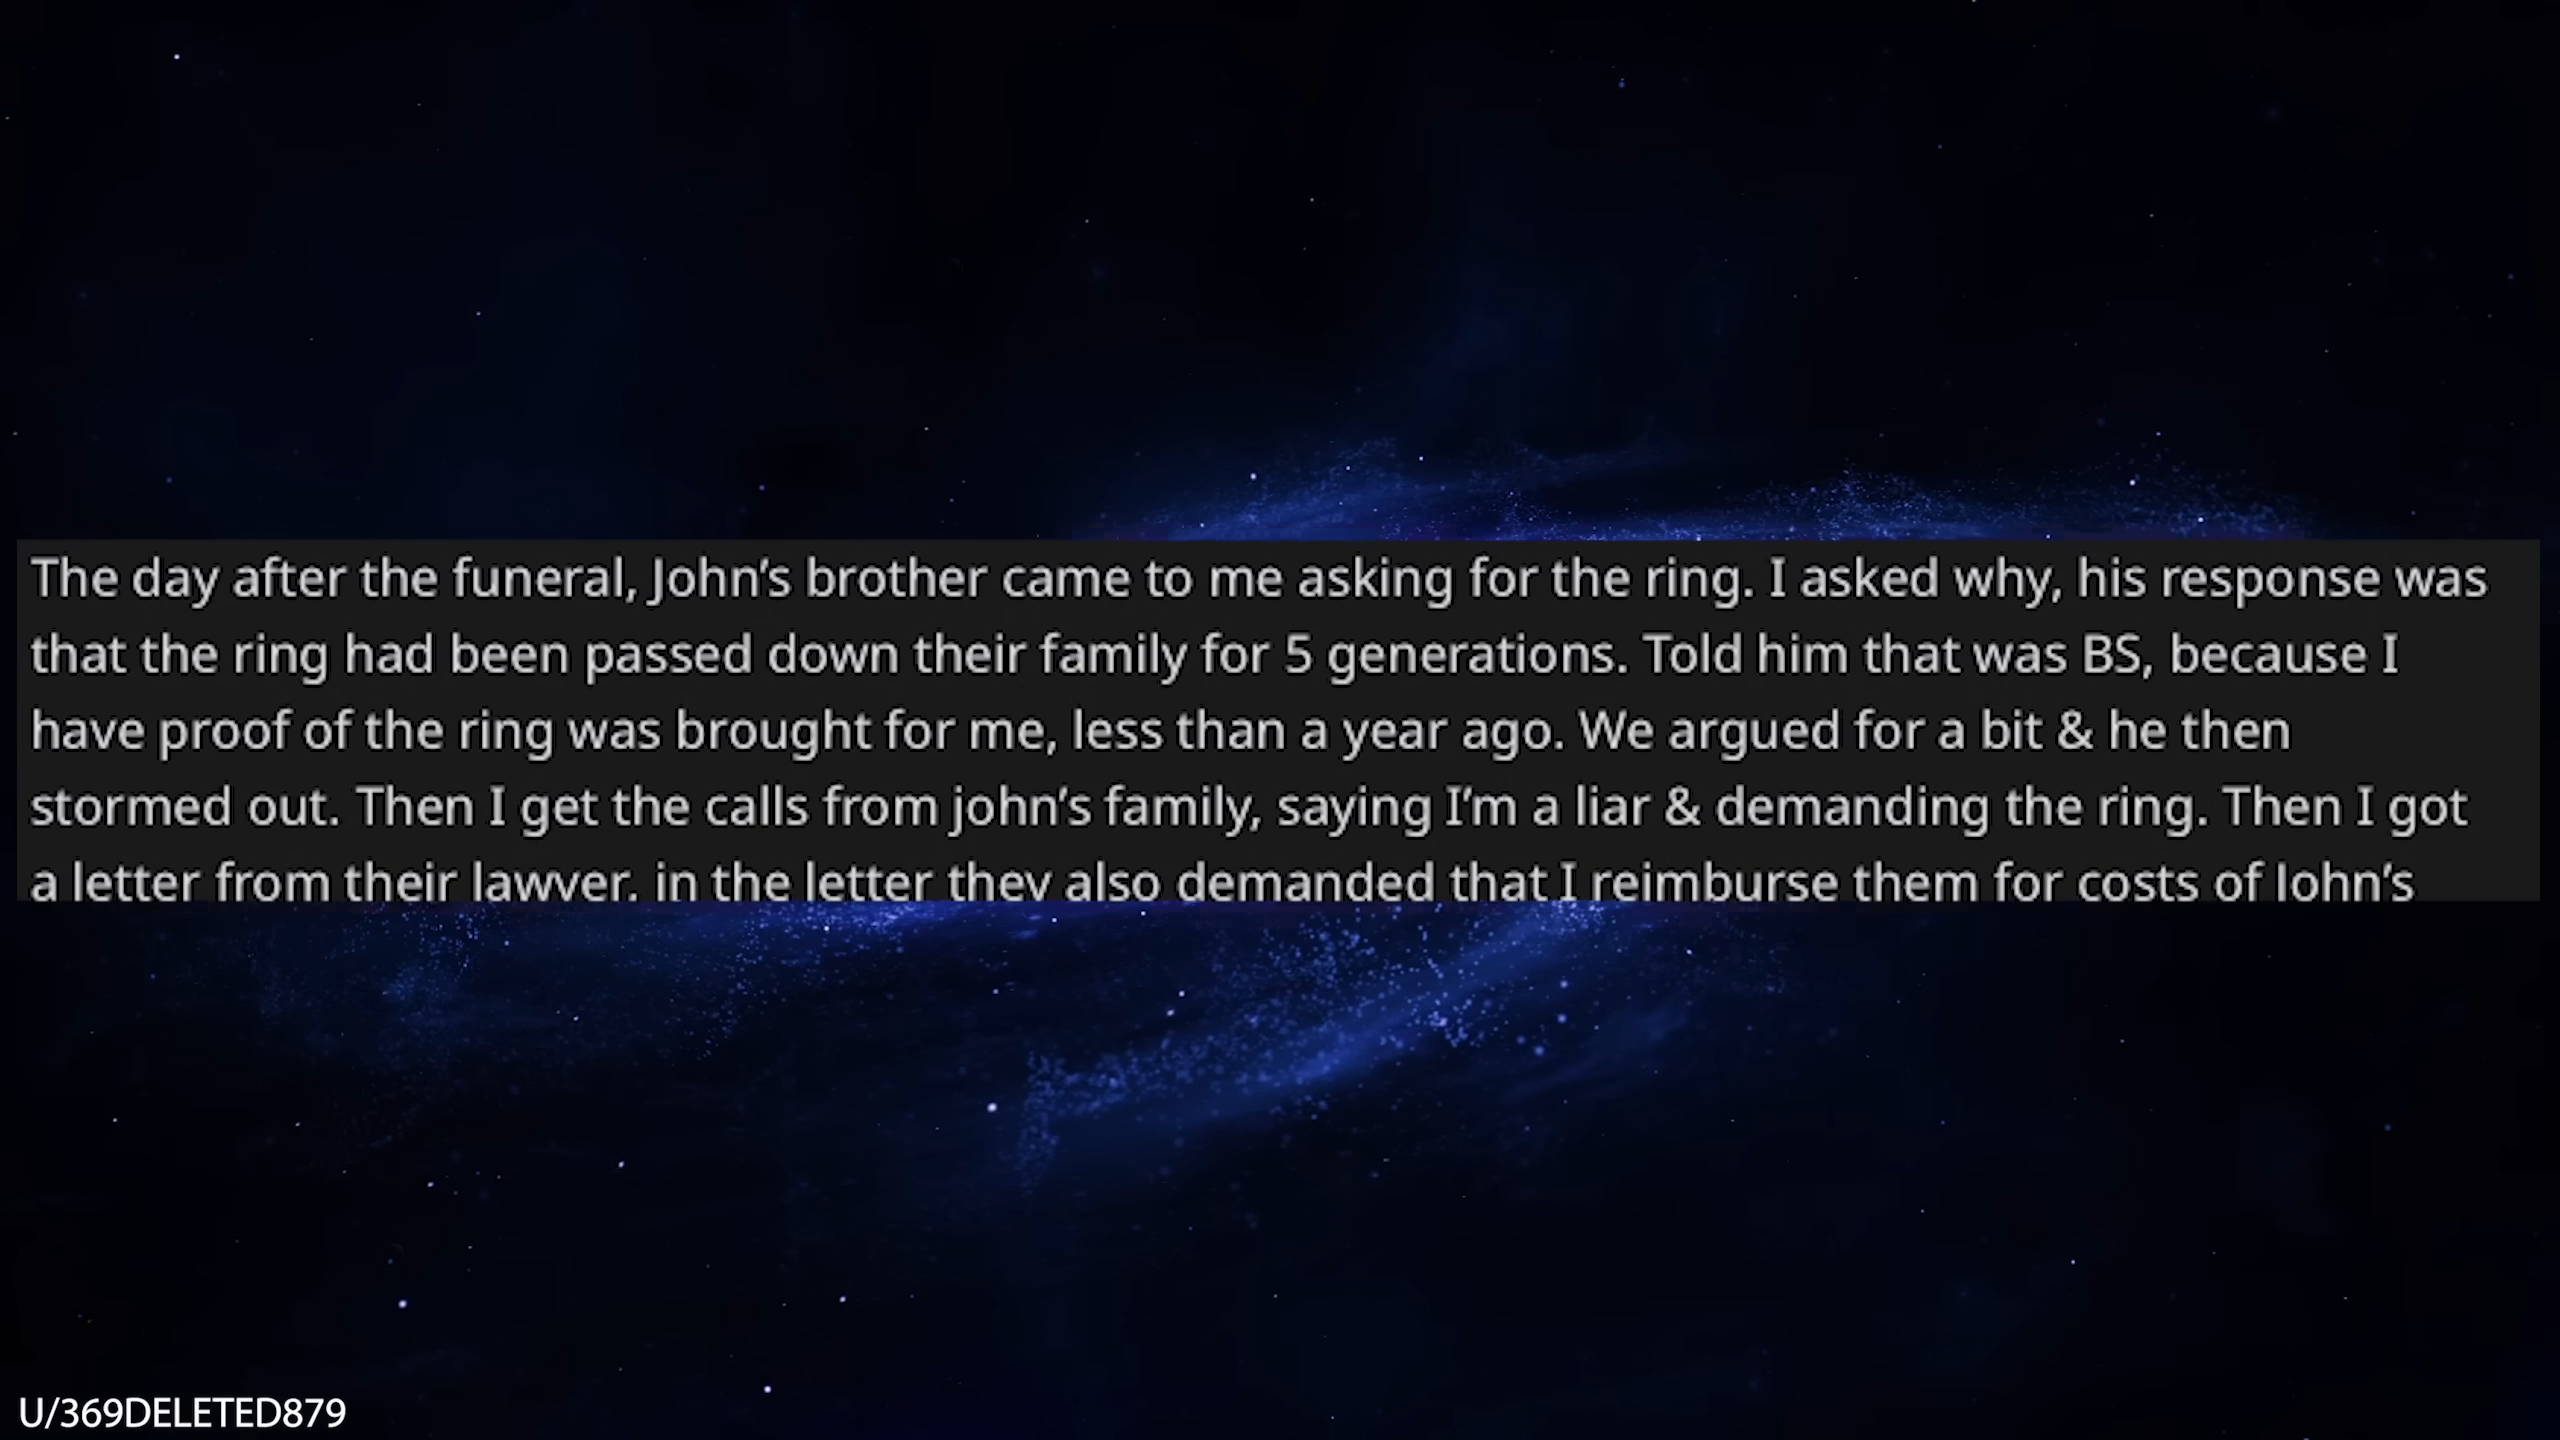 The day after the funeral, John’s brother came to me asking for the ring. I asked why, his response was
that the ring had been passed down their family for 5 generations. Told him that was BS, because I
have proof of the ring was brought for me, less than a year ago. We argued for a bit & he then
stormed out. Then I get the calls from john’s family, saying I’m a liar & demanding the ring. Then I got
a letter from their lawyer, in the letter they also demanded that I reimburse them for costs of John’s
U/369DELETED879